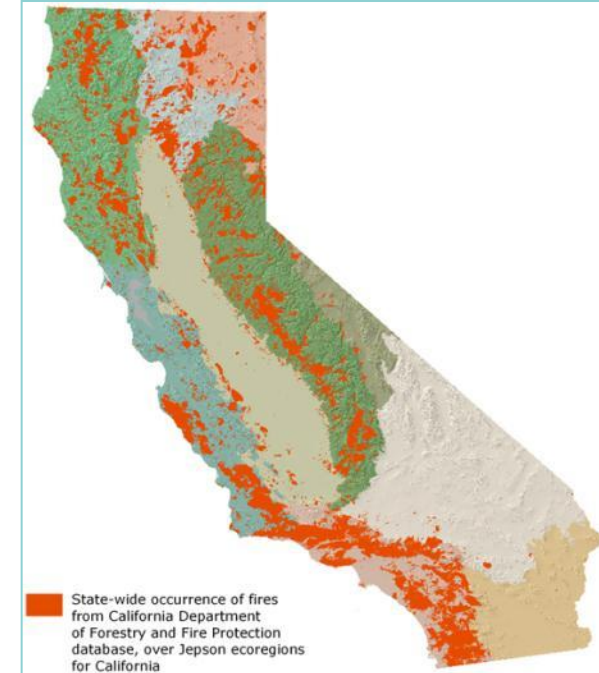 State-wide occurrence of fires
from California Department
of Forestry and Fire Protection
database, over Jepson ecoregions
for California